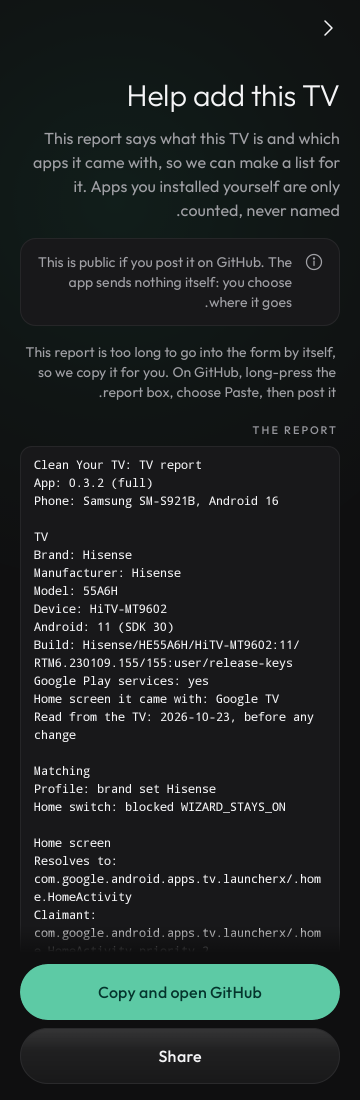 Help add this TV
This report says what this TV is and which
apps it came with, so we can make a list for
it. Apps you installed yourself are only
.counted, never named
This is public if you post it on GitHub. The
app sends nothing itself: you choose
.where it goes
This report is too long to go into the form by itself,
so we copy it for you. On GitHub, long-press the
.report box, choose Paste, then post it
THE REPORT
Clean Your TV: TV report
App: 0.3.2 (full)
Phone: Samsung SM-S921B, Android 16
TV
Brand: Hisense
Manufacturer: Hisense
Model: 55A6H
Device: HiTV-MT9602
Android: 11 (SDK 30)
Build: Hisense/HE55A6H/HiTV-MT9602:11/
RTM6.230109.155/155:user/release-keys
Google Play services: yes
Home screen it came with: Google TV
Read from the TV: 2026-10-23, before any
change
Matching
Profile: brand set Hisense
Home switch: blocked WIZARD_STAYS_ON
Home screen
Resolves to:
com.google.android.apps.tv.launcherx/.hom
e.HomeActivity
Claimant:
com.google.android.apps.tv.launcherx/.hom
e.HomeActivity priority 2
Copy and open GitHub
Share